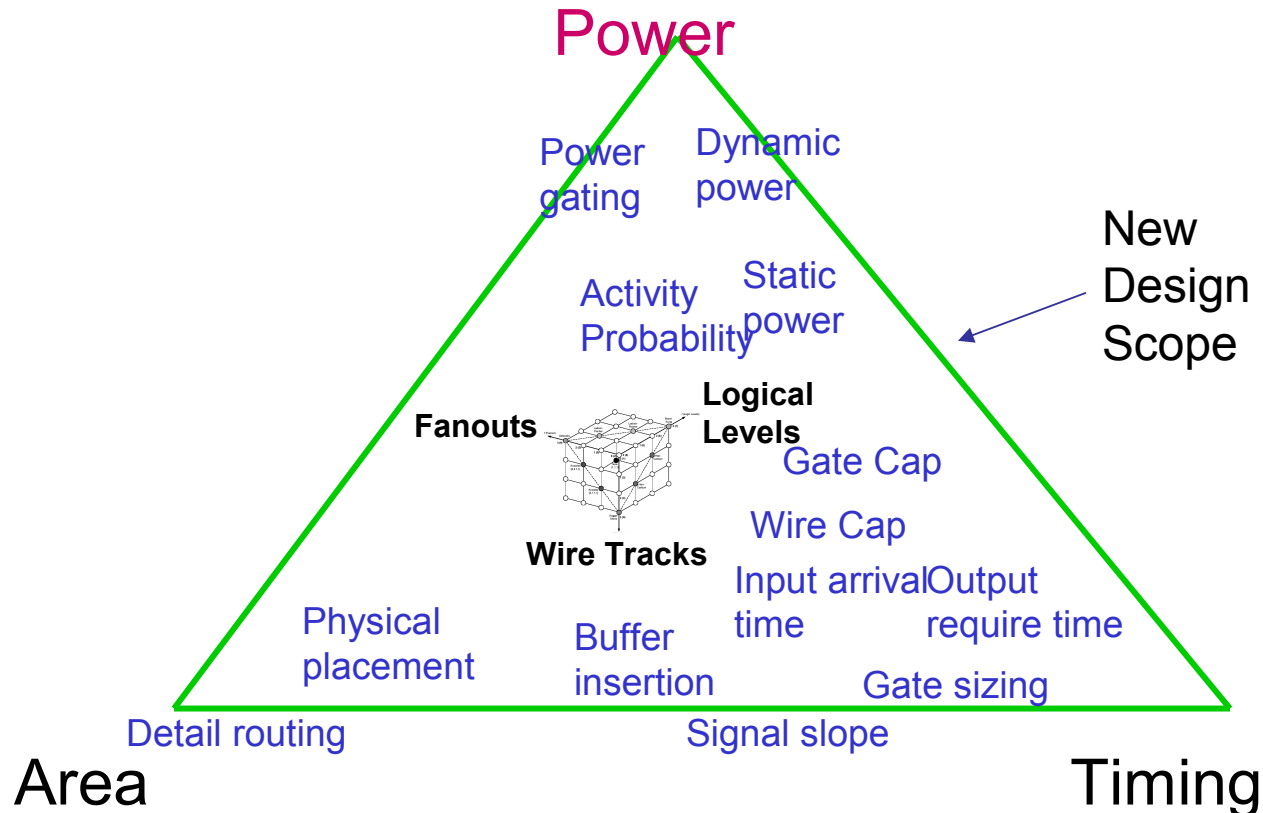 Power
Power
gating
Dynamic
power
New
Design
Scope
Activity
Probability
Static
power
Fanouts
Logical
Levels
Gate Cap
Wire Cap
Wire Tracks
Input arrival
time
Output
require time
Physical
placement
Buffer
insertion
Gate sizing
Detail routing
Signal slope
Area
Timing